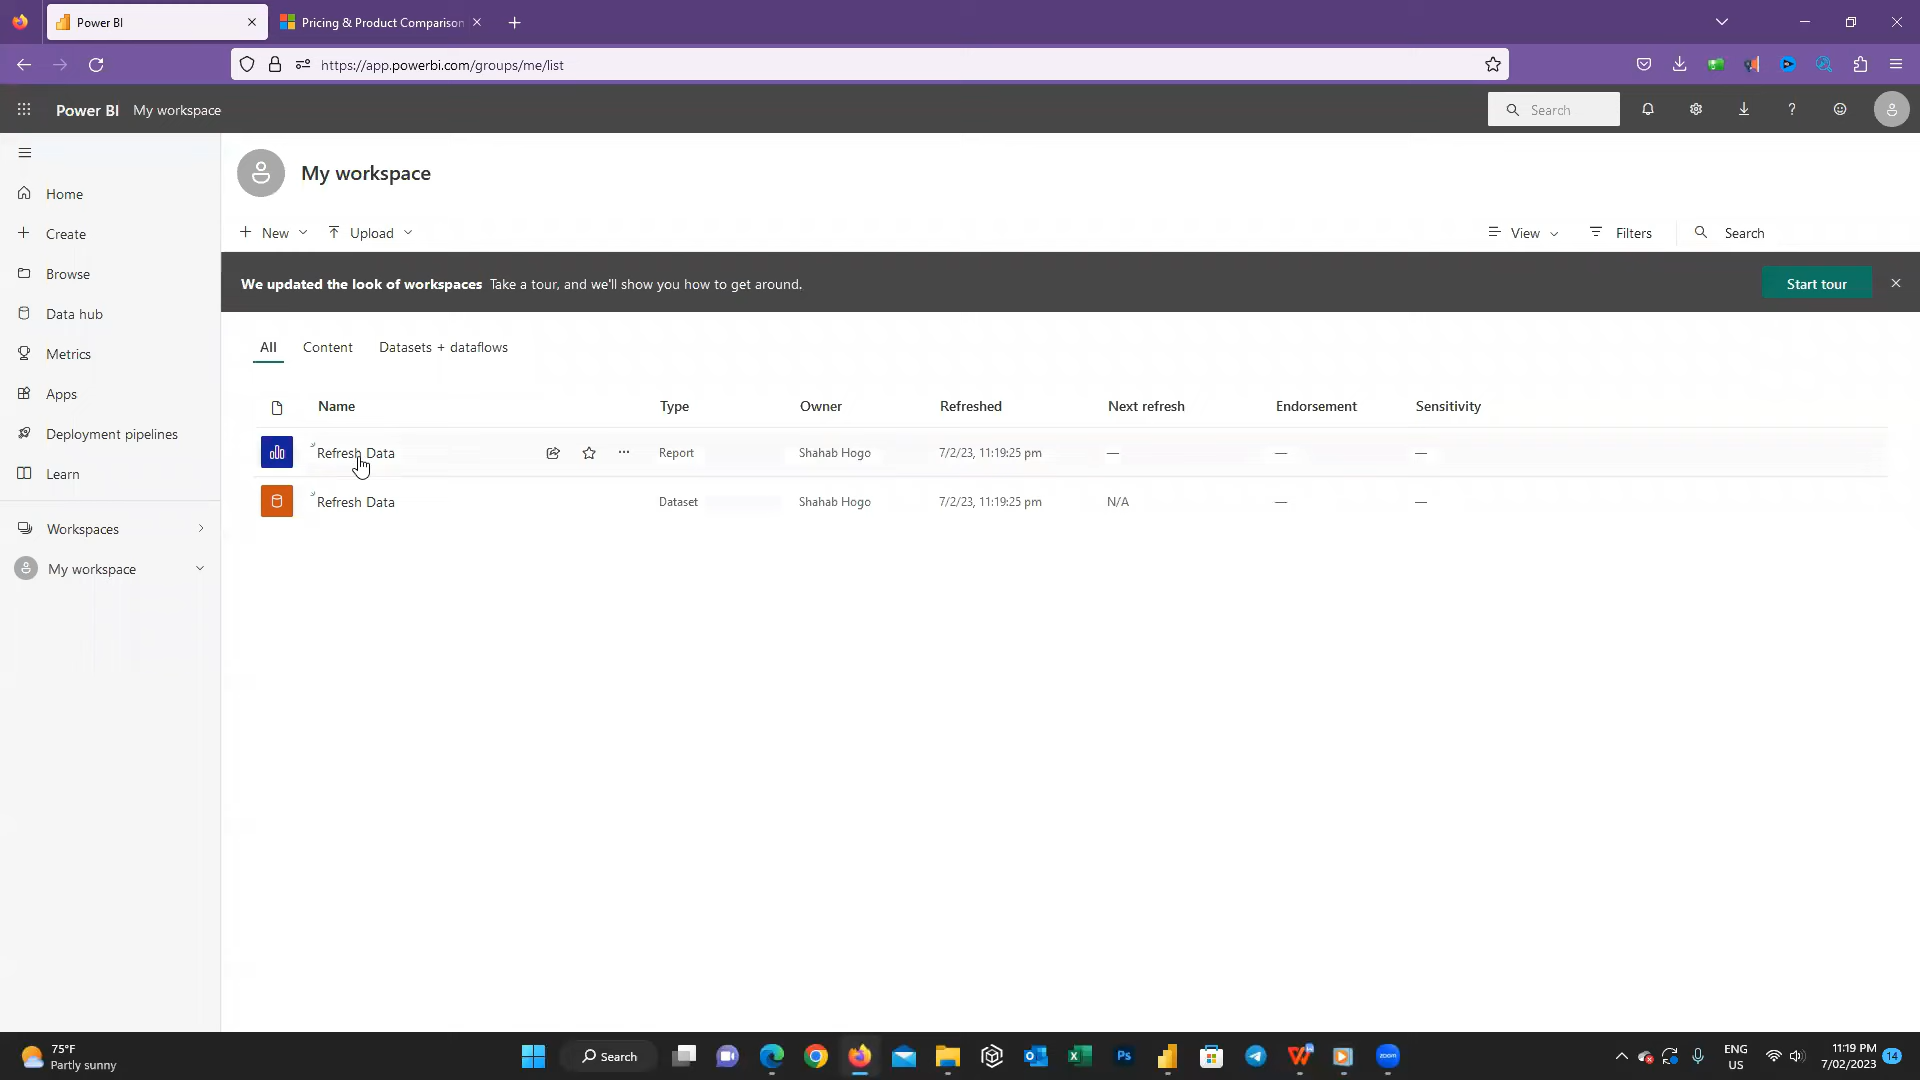 Power BI
Pricing & Product Comparison
https://app.powerbi.com/groups/me/list
Power BI My workspace
Search
My workspace
Home
Create
Browse
Data hub
Metrics
Apps
Deployment pipelines
Learn
Workspaces
My workspace
New
Upload
View
Filters
Search
We updated the look of workspaces Take a tour, and we'll show you how to get around.
Start tour
All Content Datasets + dataflows
Name Type Owner Refreshed Next refresh Endorsement Sensitivity
Refresh Data Report Shahab Hogo 7/2/23, 11:19:25 pm — — —
Refresh Data Dataset Shahab Hogo 7/2/23, 11:19:25 pm N/A — —
75°F
Partly sunny
Search
Ps
zoom
ENG
US
11:19 PM
7/02/2023
14